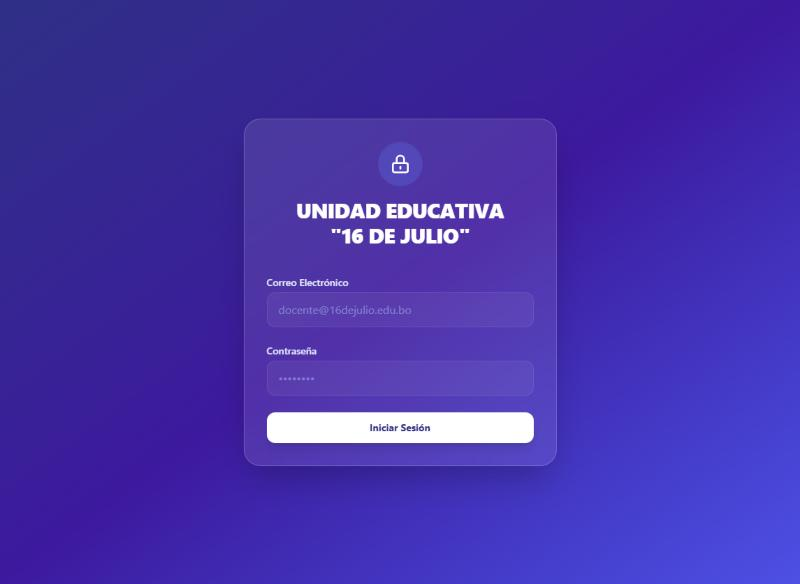 UNIDAD EDUCATIVA
"16 DE JULIO"
Correo Electrónico
docente@16dejulio.edu.bo
Contraseña
••••••••
Iniciar Sesión